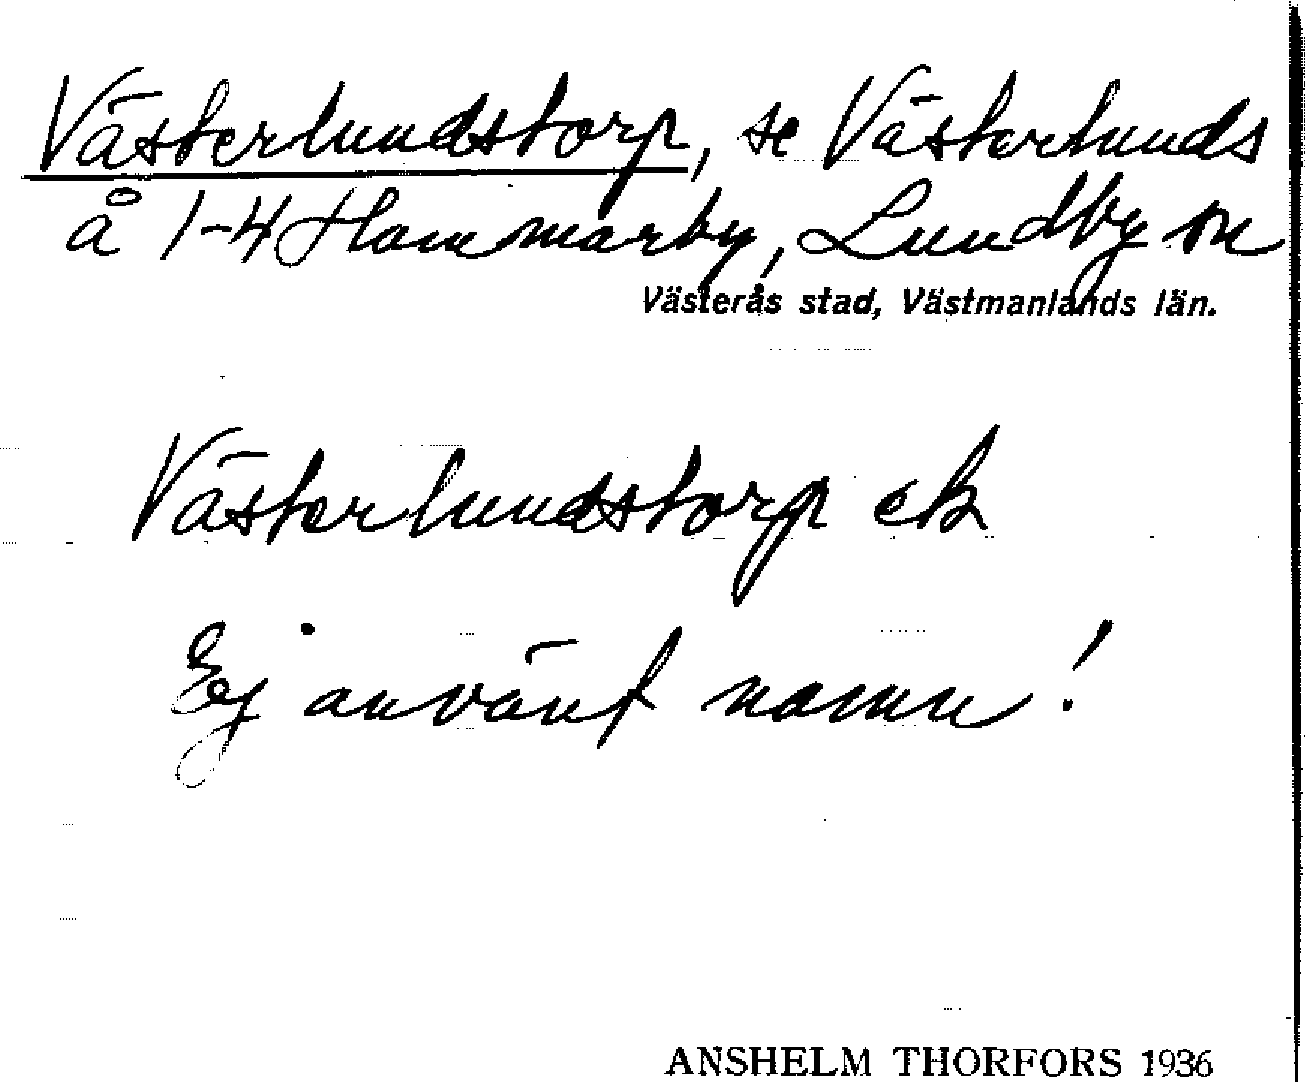 Västerlundstorp, se Västerlunds
å 1-4 Hammarby, Lundby sn
Västerås stad, Västmanlands län.
Västerlundstorp ek
Ej använt namn!
ANSHELM THORFORS 1936